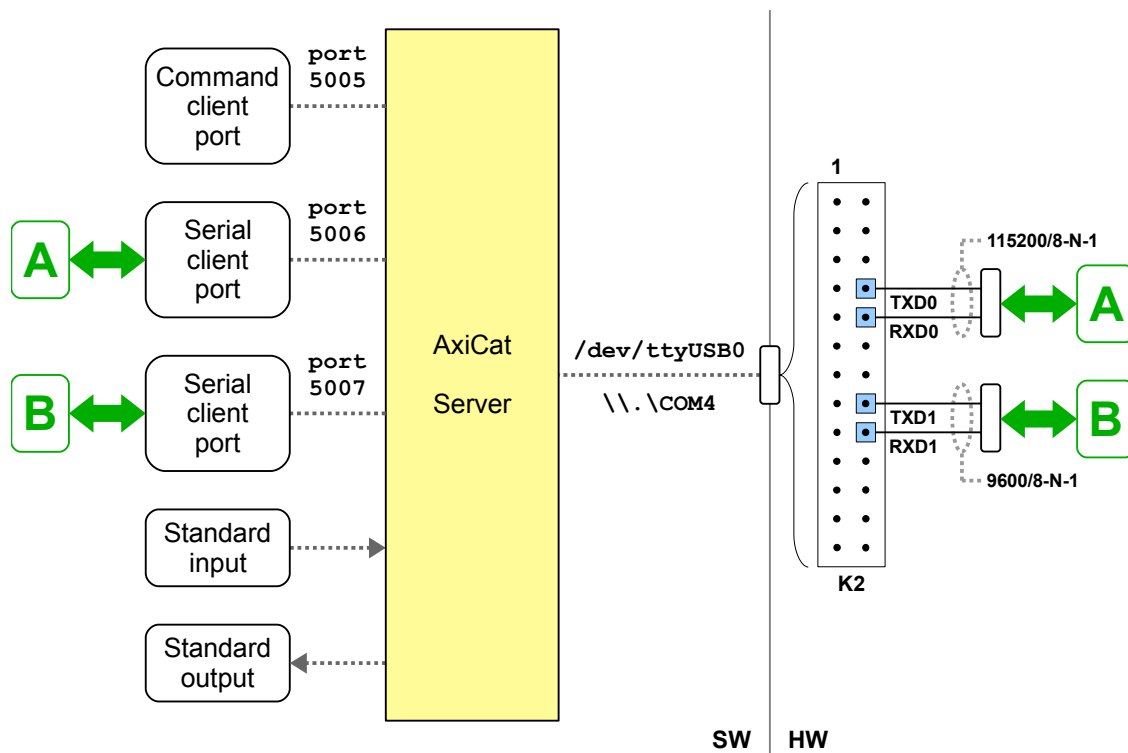 Command
client
port
port
5005
A
Serial
client
port
port
5006
B
Serial
client
port
port
5007
Standard
input
Standard
output
AxiCat
Server
/dev/ttyUSB0
\\.\COM4
SW
HW
1
K2
TXD0
RXD0
115200/8-N-1
A
TXD1
RXD1
9600/8-N-1
B